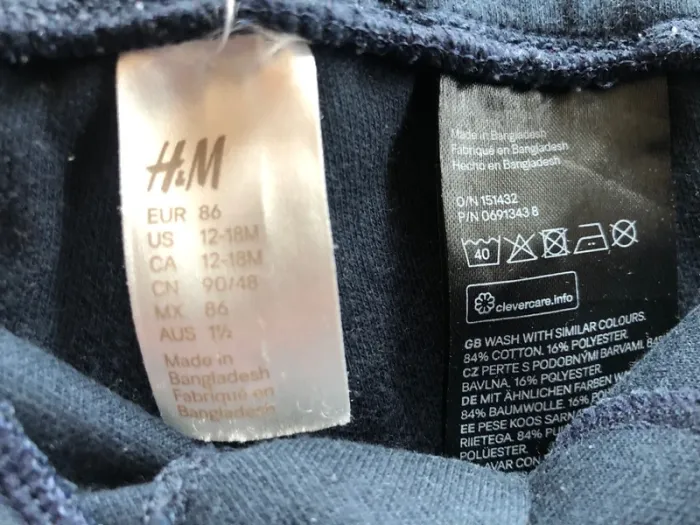 H&M
EUR 86
US 12-18M
CA 12-18M
CN 90/48
MX 86
AUS 1½
Made in
Bangladesh
Fabriqué en
Bangladesh
Made in Bangladesh
Fabriqué en Bangladesh
Hecho en Bangladesh
O/N 151432
P/N 0691343 8
40
clevercare.info
GB WASH WITH SIMILAR COLOURS.
84% COTTON. 16% POLYESTER.
CZ PERTE S PODOBNÝMI BARVAMI. 84
BAVLNA. 16% POLYESTER.
DE MIT ÄHNLICHEN FARBEN
84% BAUMWOLLE. 16%
EE PESE KOOS
RIIETEGA. 84%
POLÜESTER.
LAVAR CON